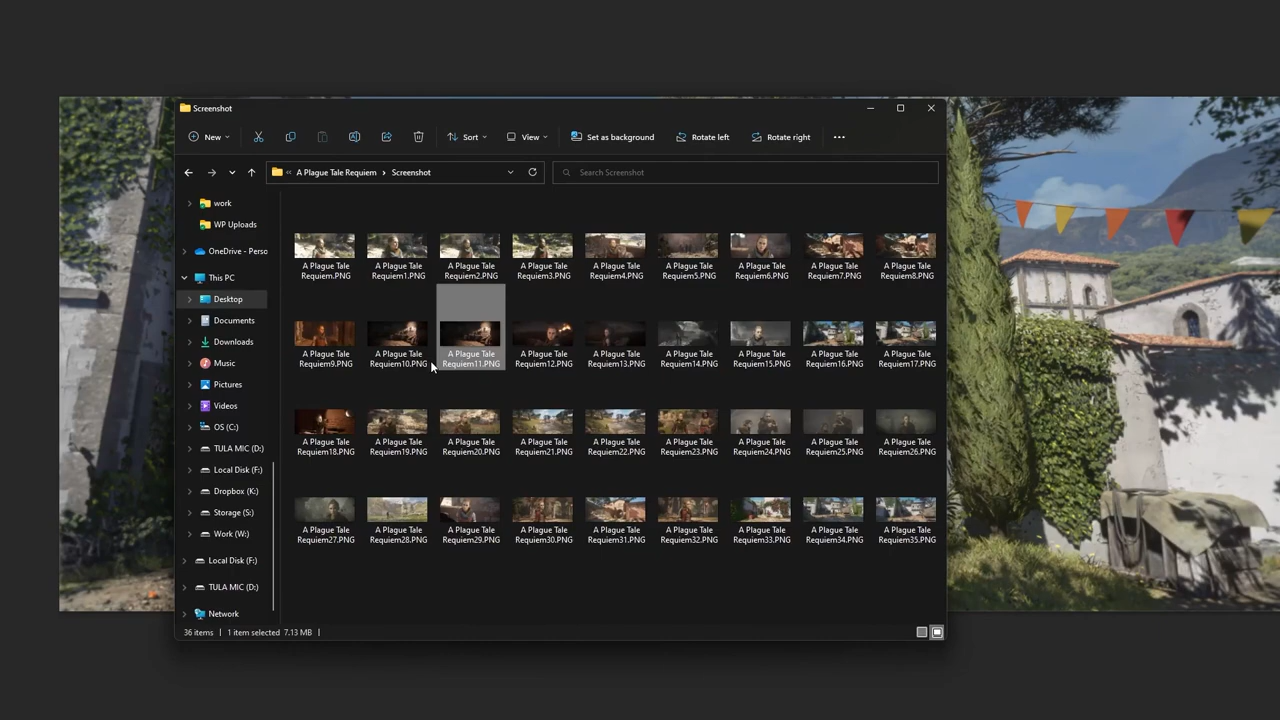 Screenshot
New
Sort
View
Set as background
Rotate left
Rotate right
A Plague Tale Requiem
Screenshot
Search Screenshot
work
WP Uploads
OneDrive - Perso
This PC
Desktop
Documents
Downloads
Music
Pictures
Videos
OS (C:)
TULA MIC (D:)
Local Disk (F:)
Dropbox (K:)
Storage (S:)
Work (W:)
Local Disk (F:)
TULA MIC (D:)
Network
A Plague Tale
Requiem.PNG
A Plague Tale
Requiem1.PNG
A Plague Tale
Requiem2.PNG
A Plague Tale
Requiem3.PNG
A Plague Tale
Requiem4.PNG
A Plague Tale
Requiem5.PNG
A Plague Tale
Requiem6.PNG
A Plague Tale
Requiem7.PNG
A Plague Tale
Requiem8.PNG
A Plague Tale
Requiem9.PNG
A Plague Tale
Requiem10.PNG
A Plague Tale
Requiem11.PNG
A Plague Tale
Requiem12.PNG
A Plague Tale
Requiem13.PNG
A Plague Tale
Requiem14.PNG
A Plague Tale
Requiem15.PNG
A Plague Tale
Requiem16.PNG
A Plague Tale
Requiem17.PNG
A Plague Tale
Requiem18.PNG
A Plague Tale
Requiem19.PNG
A Plague Tale
Requiem20.PNG
A Plague Tale
Requiem21.PNG
A Plague Tale
Requiem22.PNG
A Plague Tale
Requiem23.PNG
A Plague Tale
Requiem24.PNG
A Plague Tale
Requiem25.PNG
A Plague Tale
Requiem26.PNG
A Plague Tale
Requiem27.PNG
A Plague Tale
Requiem28.PNG
A Plague Tale
Requiem29.PNG
A Plague Tale
Requiem30.PNG
A Plague Tale
Requiem31.PNG
A Plague Tale
Requiem32.PNG
A Plague Tale
Requiem33.PNG
A Plague Tale
Requiem34.PNG
A Plague Tale
Requiem35.PNG
36 items
1 item selected 7.13 MB